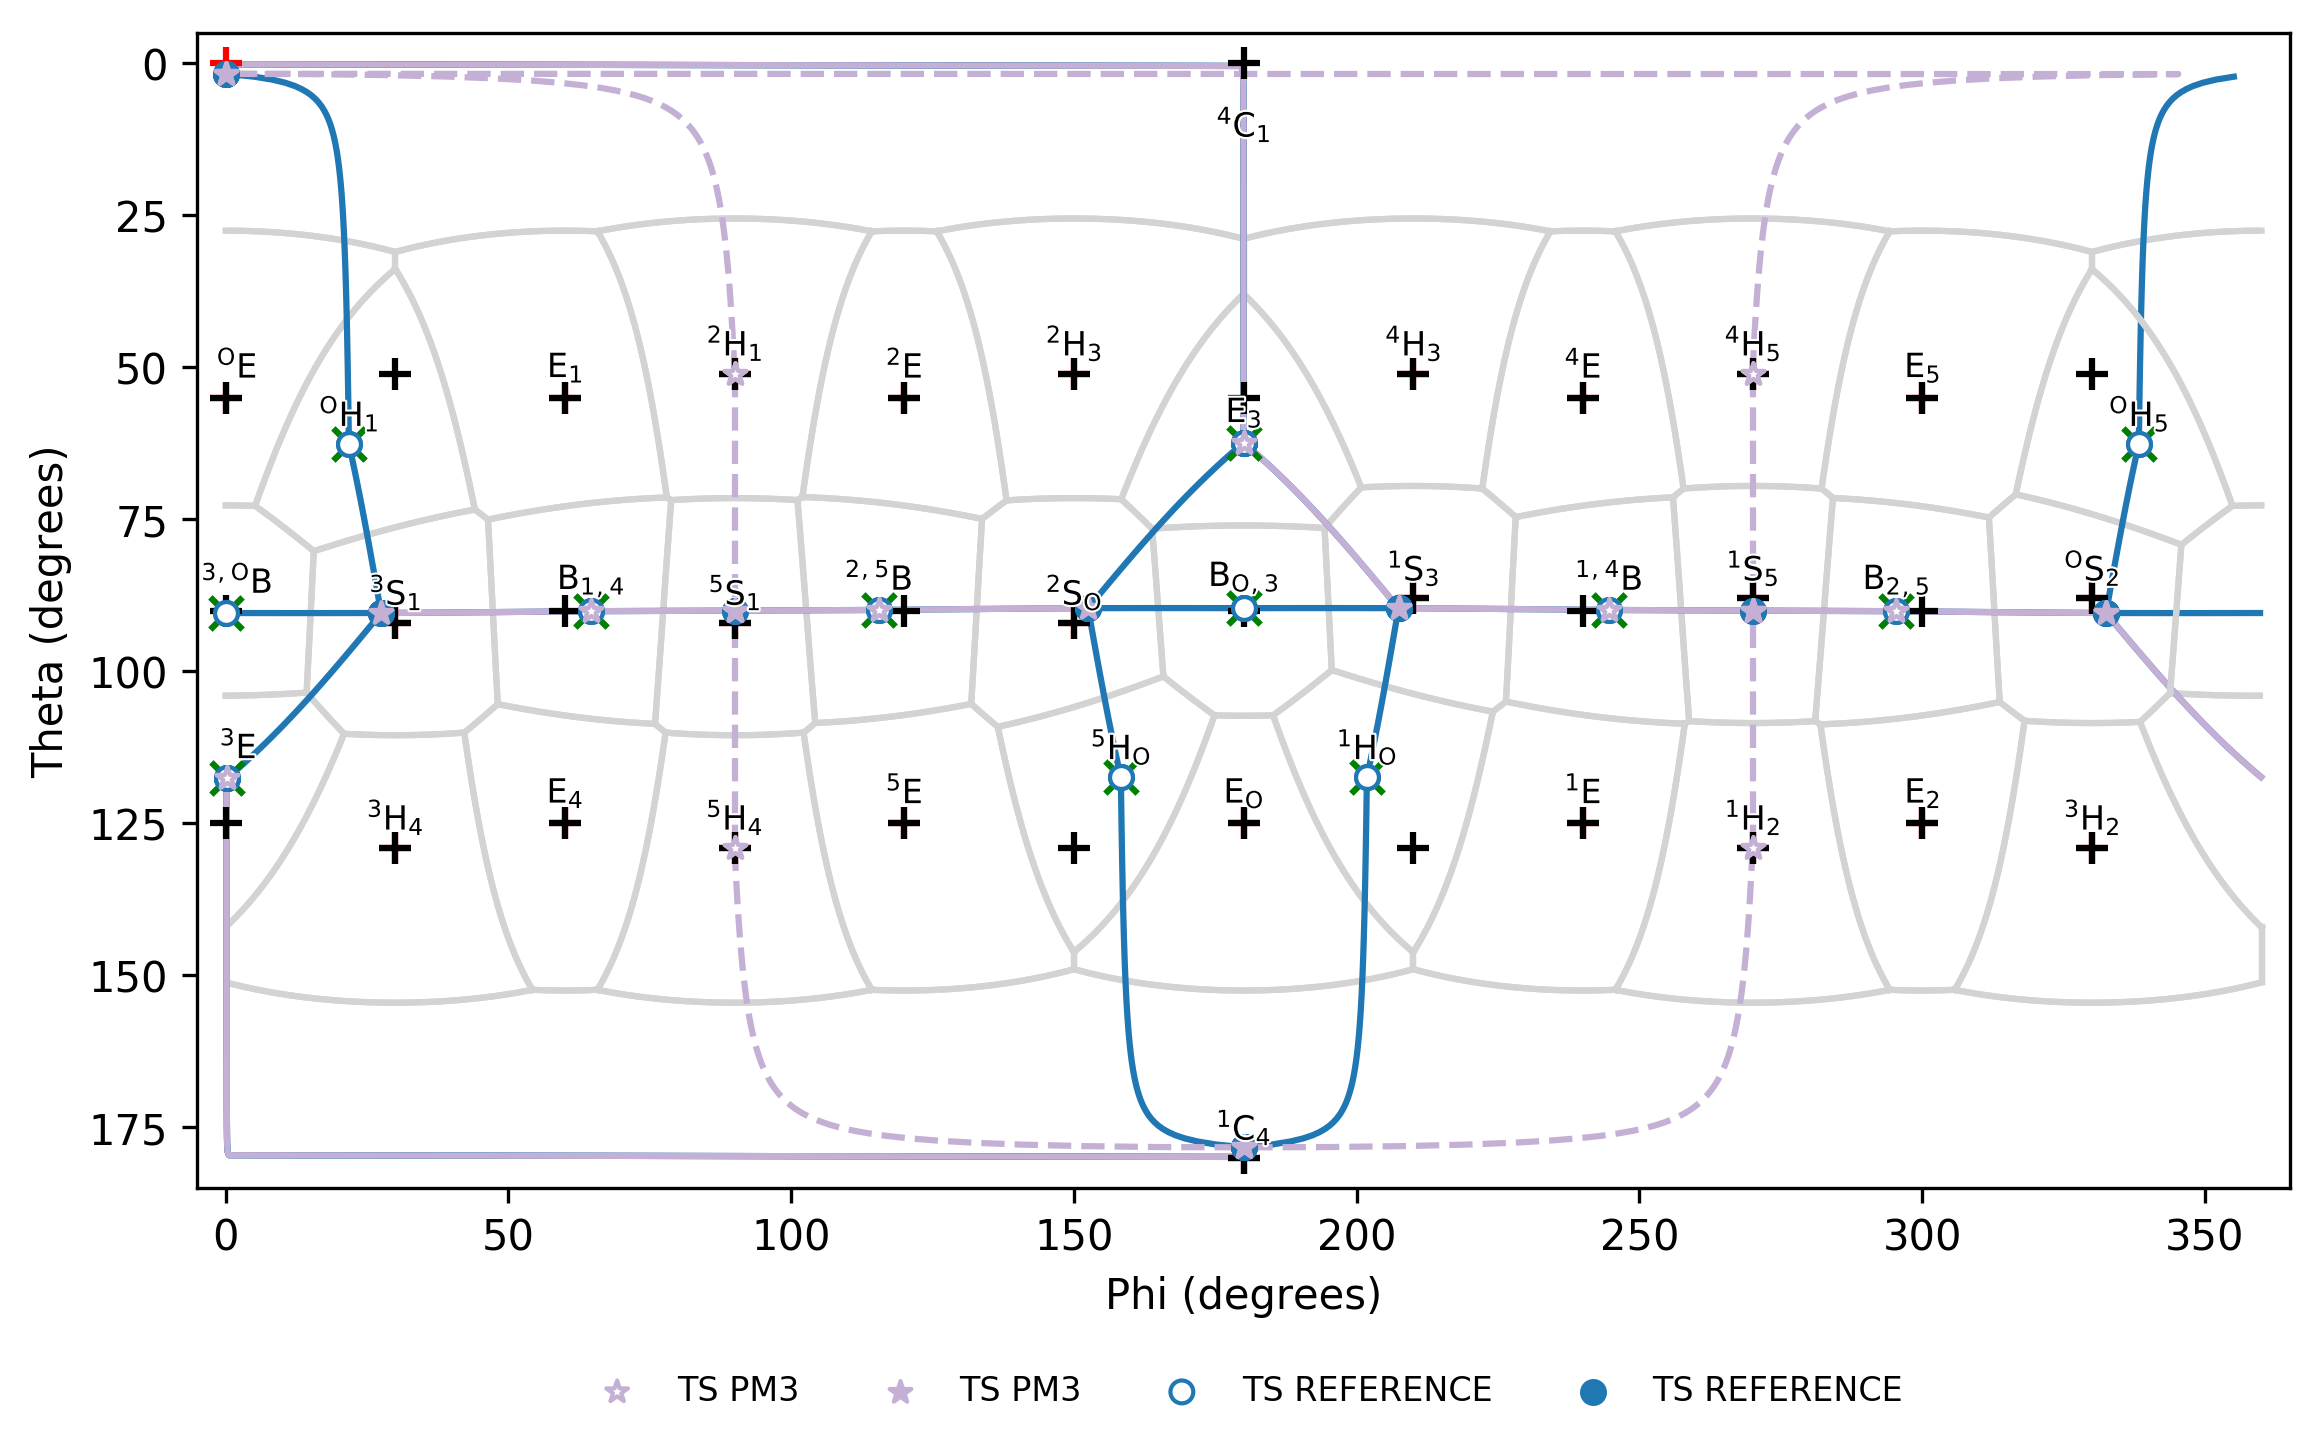 0
⁴C₁
25
ᴼE E₁ ²H₁ ²E ²H₃ E₃ ⁴H₃ ⁴E ⁴H₅ E₅
50
ᴼH₁ ᴼH₅
75
³,ᴼB ³S₁ B₁,₄ ⁵S₁ ²,⁵B ²Sₒ Bₒ,₃ ¹S₃ ¹,⁴B ¹S₅ B₂,₅ ᴼS₂
100
³E ⁵Hₒ ¹Hₒ
125
³H₄ E₄ ⁵H₄ ⁵E Eₒ ¹E ¹H₂ E₂ ³H₂
150
175
¹C₄
Theta (degrees)
0 50 100 150 200 250 300 350
Phi (degrees)
TS PM3 TS PM3 TS REFERENCE TS REFERENCE